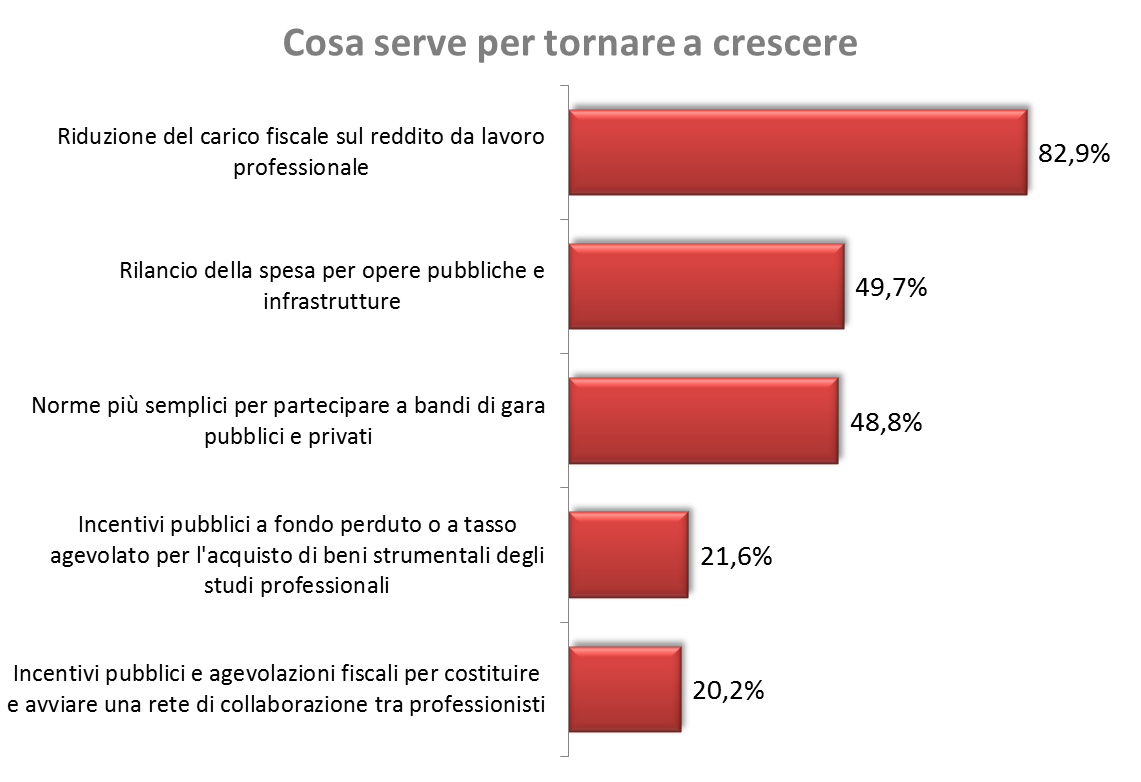 Cosa serve per tornare a crescere
Riduzione del carico fiscale sul reddito da lavoro
professionale
82,9%
Rilancio della spesa per opere pubbliche e
infrastrutture
49,7%
Norme più semplici per partecipare a bandi di gara
pubblici e privati
48,8%
Incentivi pubblici a fondo perduto o a tasso
agevolato per l'acquisto di beni strumentali degli
studi professionali
21,6%
Incentivi pubblici e agevolazioni fiscali per costituire
e avviare una rete di collaborazione tra professionisti
20,2%